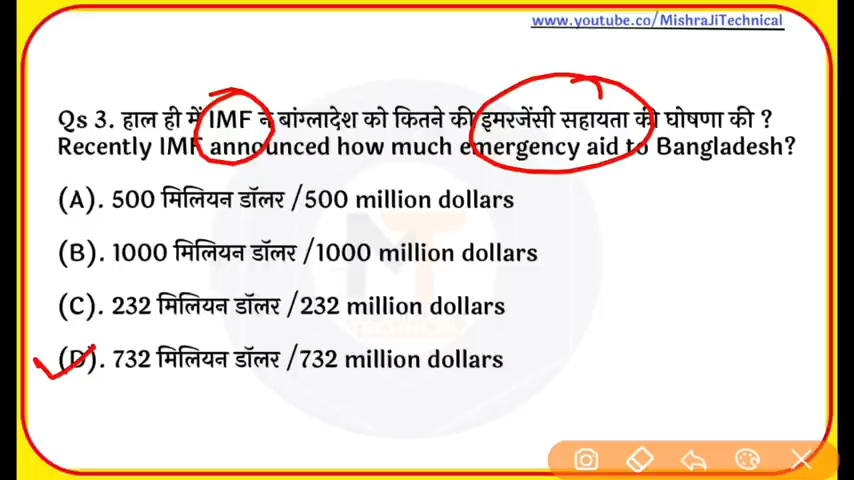 www.youtube.co/MishraJiTechnical
Qs 3. हाल ही में IMF ने बांग्लादेश को कितने की इमरजेंसी सहायता की घोषणा की ?
Recently IMF announced how much emergency aid to Bangladesh?
(A). 500 मिलियन डॉलर /500 million dollars
(B). 1000 मिलियन डॉलर /1000 million dollars
(C). 232 मिलियन डॉलर /232 million dollars
(D). 732 मिलियन डॉलर /732 million dollars